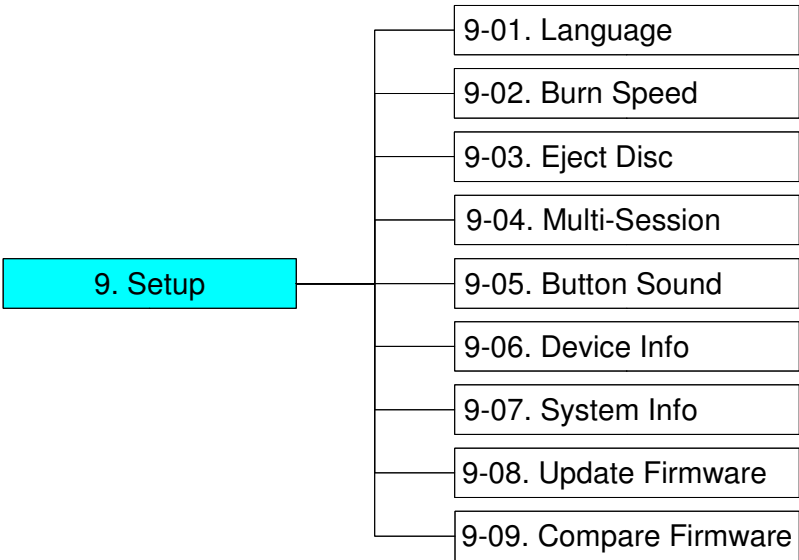 9-01. Language
9-02. Burn Speed
9-03. Eject Disc
9-04. Multi-Session
9. Setup
9-05. Button Sound
9-06. Device Info
9-07. System Info
9-08. Update Firmware
9-09. Compare Firmware